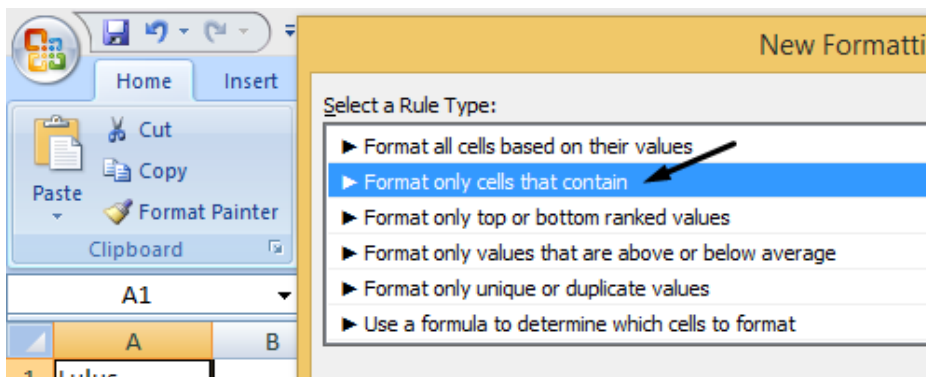 New Formatti
Home Insert
Select a Rule Type:
Cut
Copy
Paste
Format Painter
Clipboard
► Format all cells based on their values
► Format only cells that contain
► Format only top or bottom ranked values
► Format only values that are above or below average
► Format only unique or duplicate values
► Use a formula to determine which cells to format
A1
A B
1 Lulus